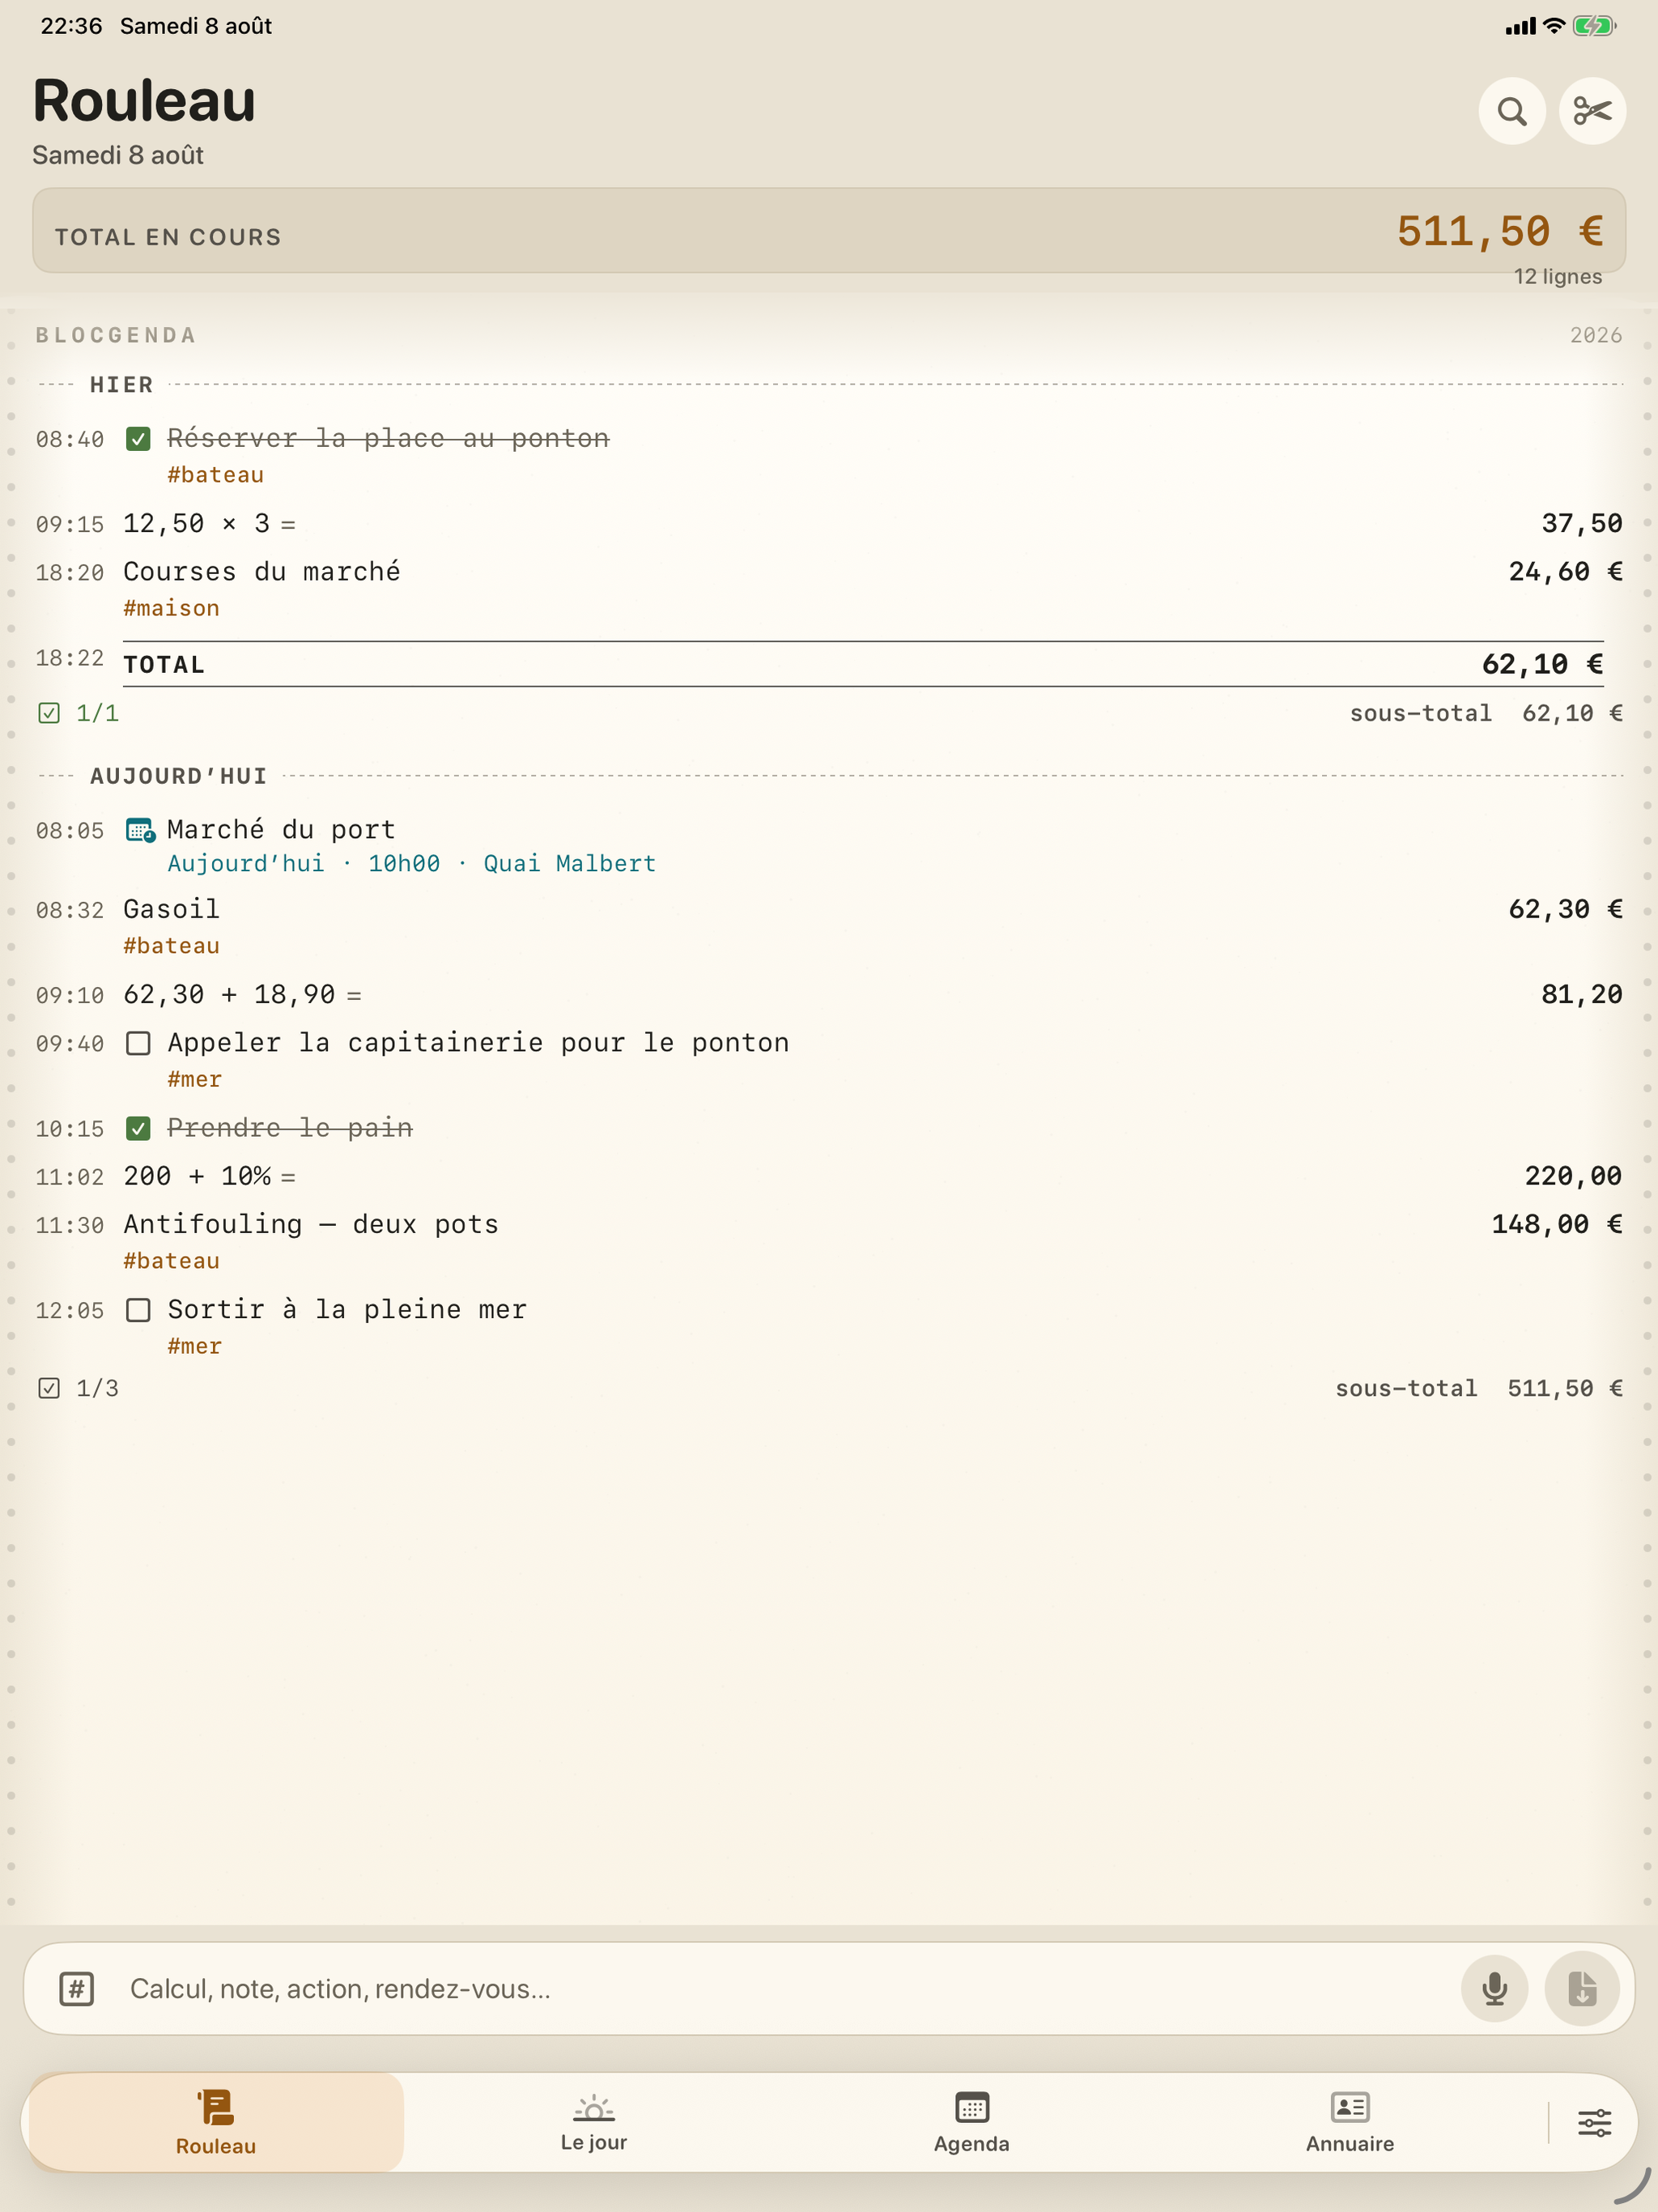 22:36 Samedi 8 août
Rouleau
Samedi 8 août
TOTAL EN COURS 511,50 €
12 lignes
BLOCGENDA 2026
HIER
08:40 Réserver la place au ponton
#bateau
09:15 12,50 × 3 = 37,50
18:20 Courses du marché 24,60 €
#maison
18:22 TOTAL 62,10 €
1/1 sous-total 62,10 €
AUJOURD’HUI
08:05 Marché du port
Aujourd’hui · 10h00 · Quai Malbert
08:32 Gasoil 62,30 €
#bateau
09:10 62,30 + 18,90 = 81,20
09:40 Appeler la capitainerie pour le ponton
#mer
10:15 Prendre le pain
11:02 200 + 10% = 220,00
11:30 Antifouling — deux pots 148,00 €
#bateau
12:05 Sortir à la pleine mer
#mer
1/3 sous-total 511,50 €
# Calcul, note, action, rendez-vous...
Rouleau Le jour Agenda Annuaire